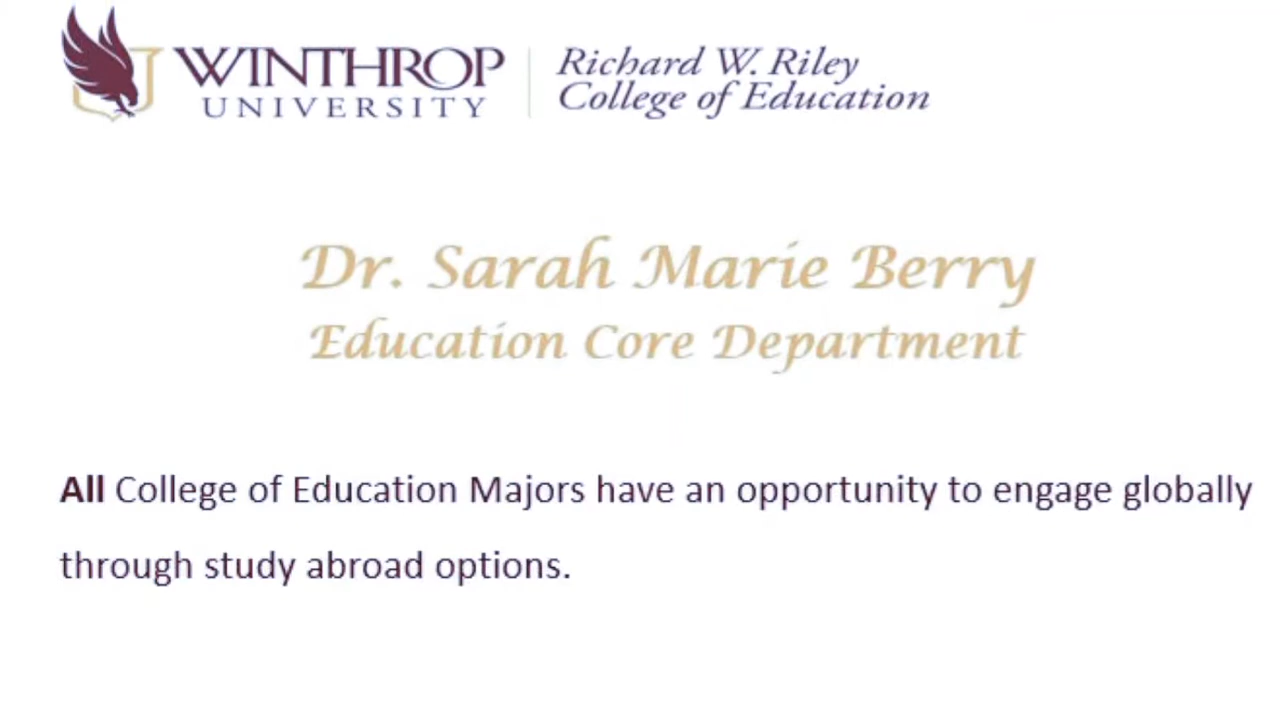 WINTHROP
UNIVERSITY
Richard W. Riley
College of Education
Dr. Sarah Marie Berry
Education Core Department
All College of Education Majors have an opportunity to engage globally
through study abroad options.